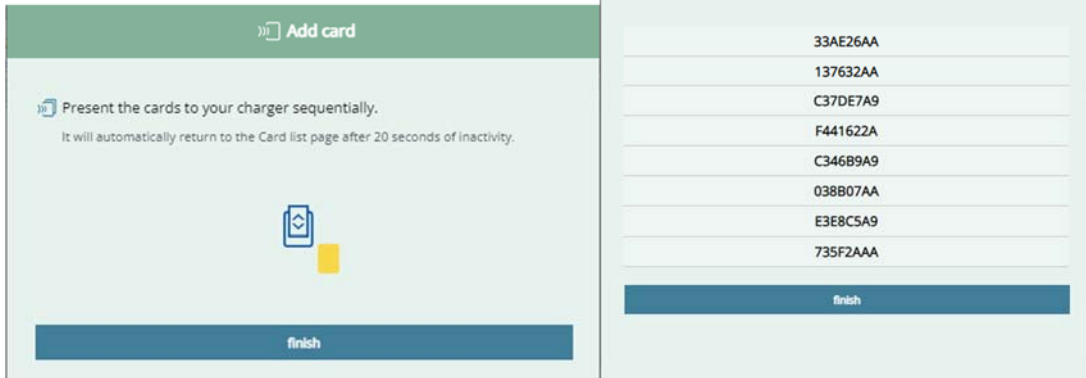 Add card
Present the cards to your charger sequentially.
It will automatically return to the Card list page after 20 seconds of inactivity.
finish
33AE26AA
137632AA
C37DE7A9
F441622A
C346B9A9
038B07AA
E3E8C5A9
735F2AAA
finish